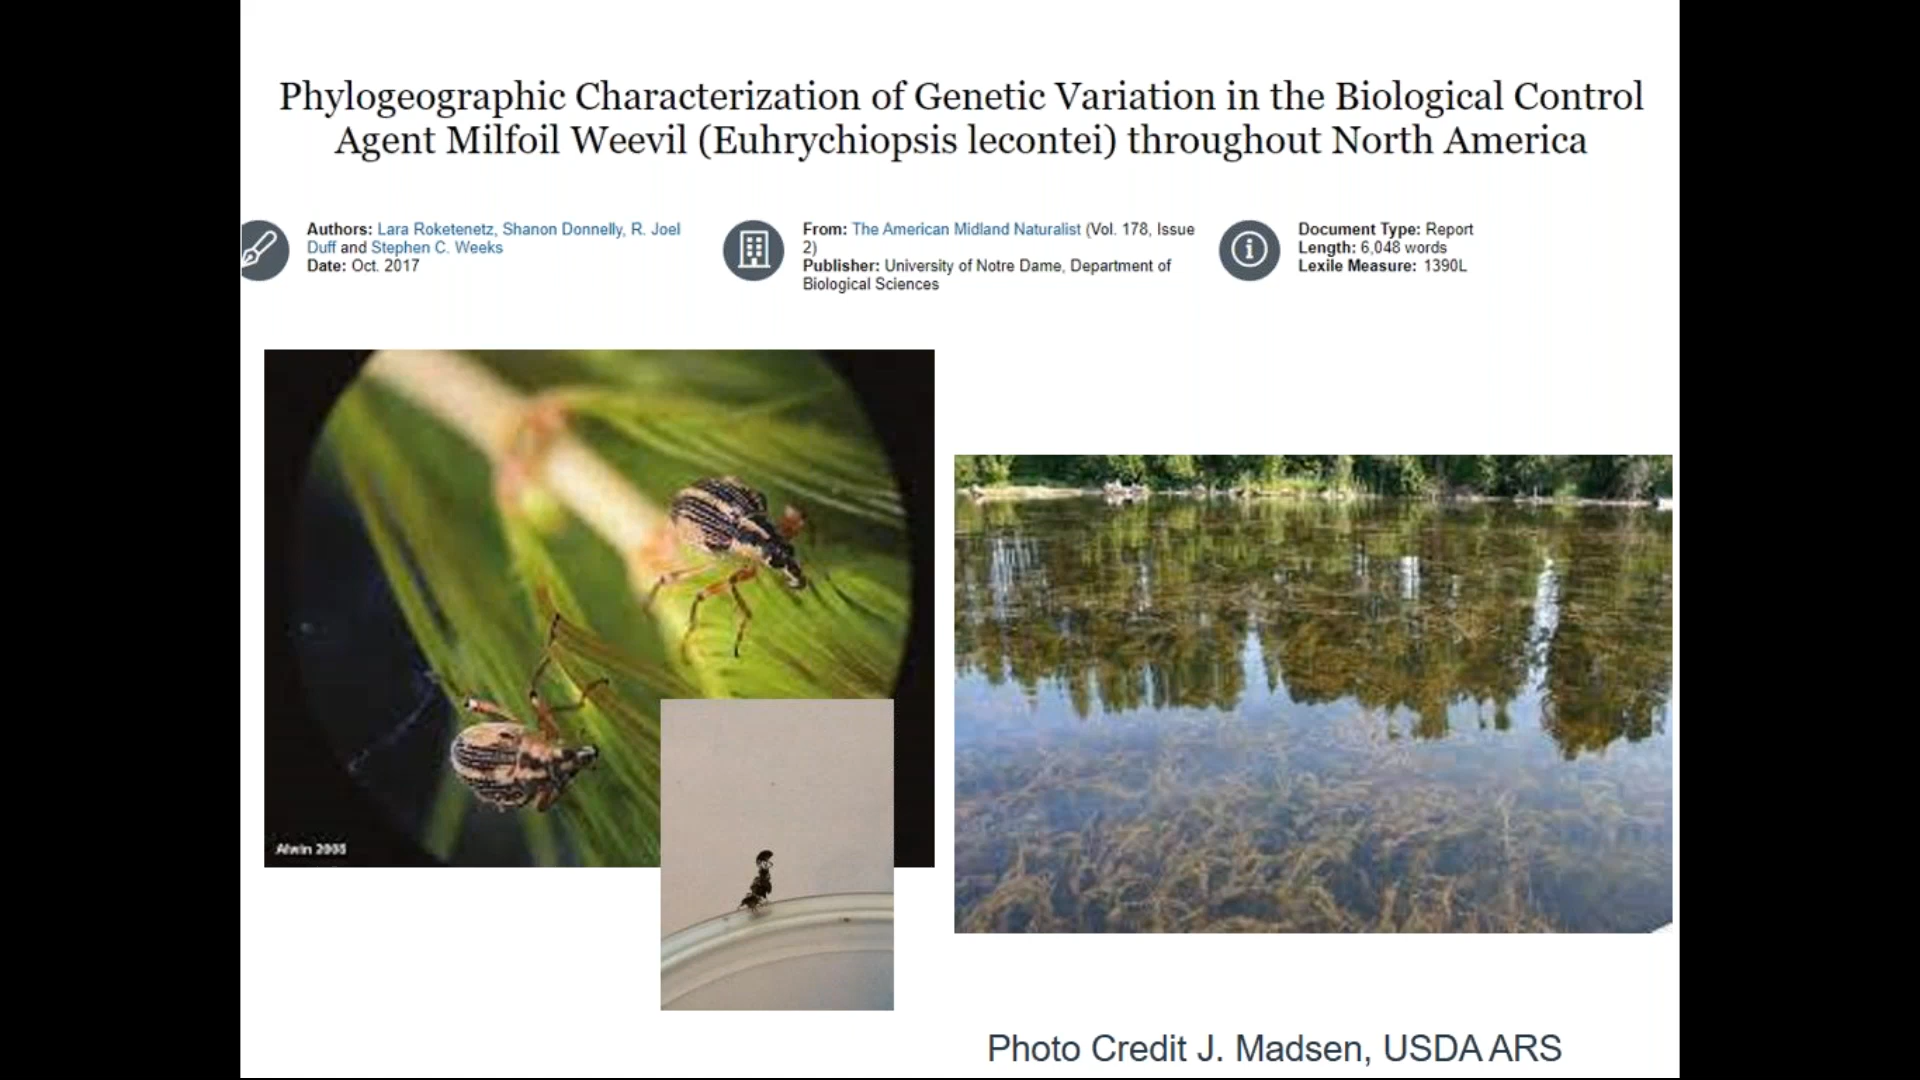 Phylogeographic Characterization of Genetic Variation in the Biological Control
Agent Milfoil Weevil (Euhrychiopsis lecontei) throughout North America
Authors: Lara Roketenetz, Shanon Donnelly, R. Joel
Duff and Stephen C. Weeks
Date: Oct. 2017
From: The American Midland Naturalist (Vol. 178, Issue
2)
Publisher: University of Notre Dame, Department of
Biological Sciences
Document Type: Report
Length: 6,048 words
Lexile Measure: 1390L
Alwin 2008
Photo Credit J. Madsen, USDA ARS